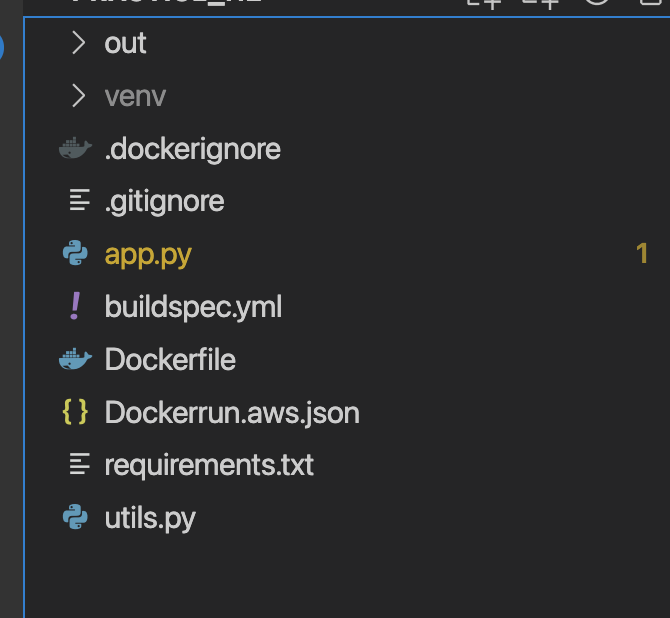 out
venv
.dockerignore
.gitignore
app.py 1
buildspec.yml
Dockerfile
Dockerrun.aws.json
requirements.txt
utils.py